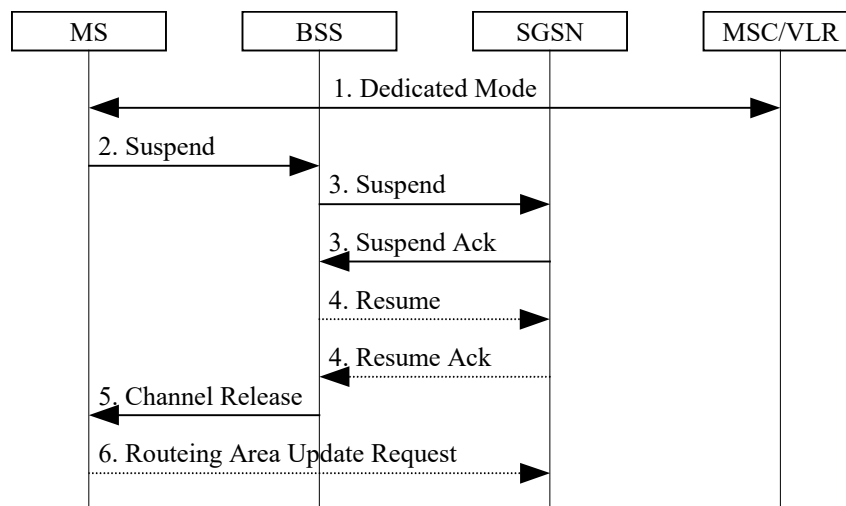 MS
BSS
SGSN
MSC/VLR
1. Dedicated Mode
2. Suspend
3. Suspend
3. Suspend Ack
4. Resume
4. Resume Ack
5. Channel Release
6. Routeing Area Update Request